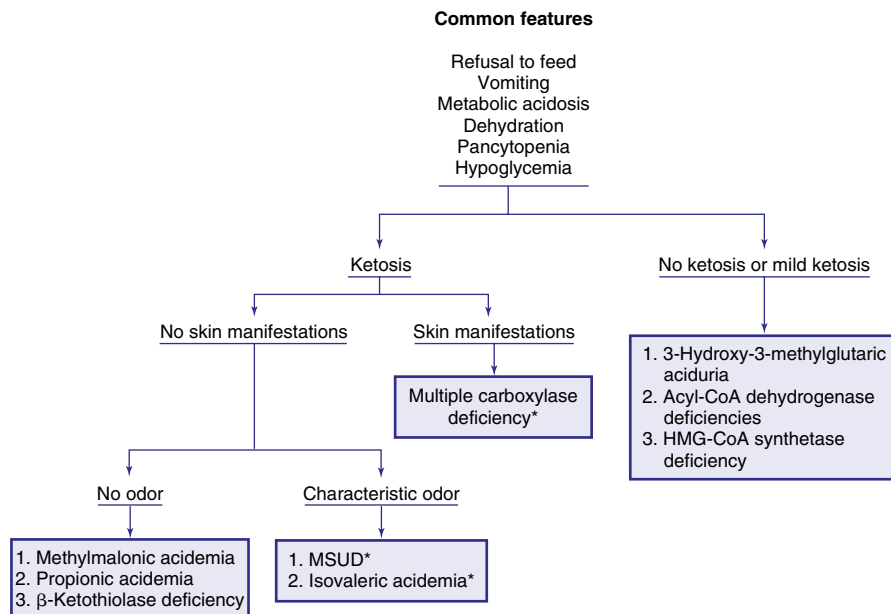 Common features
Refusal to feed
Vomiting
Metabolic acidosis
Dehydration
Pancytopenia
Hypoglycemia
Ketosis
No ketosis or mild ketosis
No skin manifestations
Skin manifestations
Multiple carboxylase
deficiency*
1. 3-Hydroxy-3-methylglutaric
aciduria
2. Acyl-CoA dehydrogenase
deficiencies
3. HMG-CoA synthetase
deficiency
No odor
Characteristic odor
1. Methylmalonic acidemia
2. Propionic acidemia
3. β-Ketothiolase deficiency
1. MSUD*
2. Isovaleric acidemia*